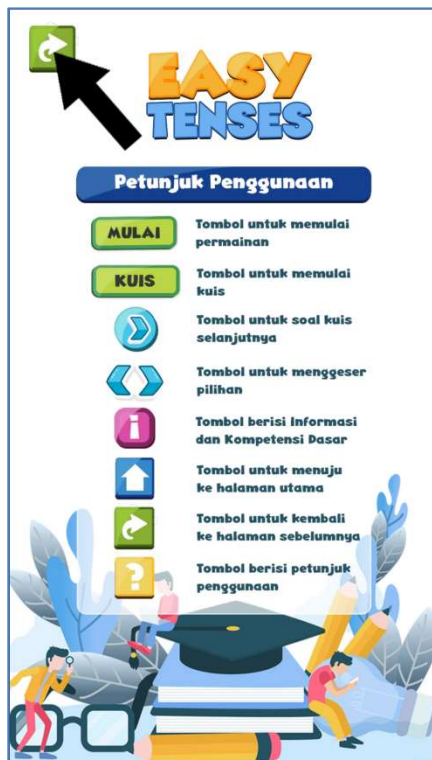 EASY
TENSES
Petunjuk Penggunaan
MULAI
Tombol untuk memulai
permainan
KUIS
Tombol untuk memulai
kuis
Tombol untuk soal kuis
selanjutnya
Tombol untuk menggeser
pilihan
i
Tombol berisi Informasi
dan Kompetensi Dasar
Tombol untuk menuju
ke halaman utama
Tombol untuk kembali
ke halaman sebelumnya
?
Tombol berisi petunjuk
penggunaan